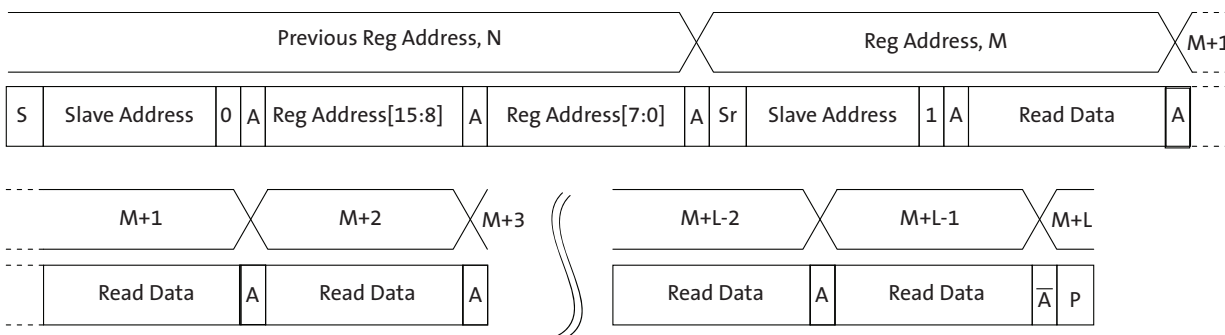 Previous Reg Address, N Reg Address, M M+1
S Slave Address 0 A Reg Address[15:8] A Reg Address[7:0] A Sr Slave Address 1 A Read Data A
M+1 M+2 M+3 M+L-2 M+L-1 M+L
Read Data A Read Data A Read Data A Read Data A̅ P